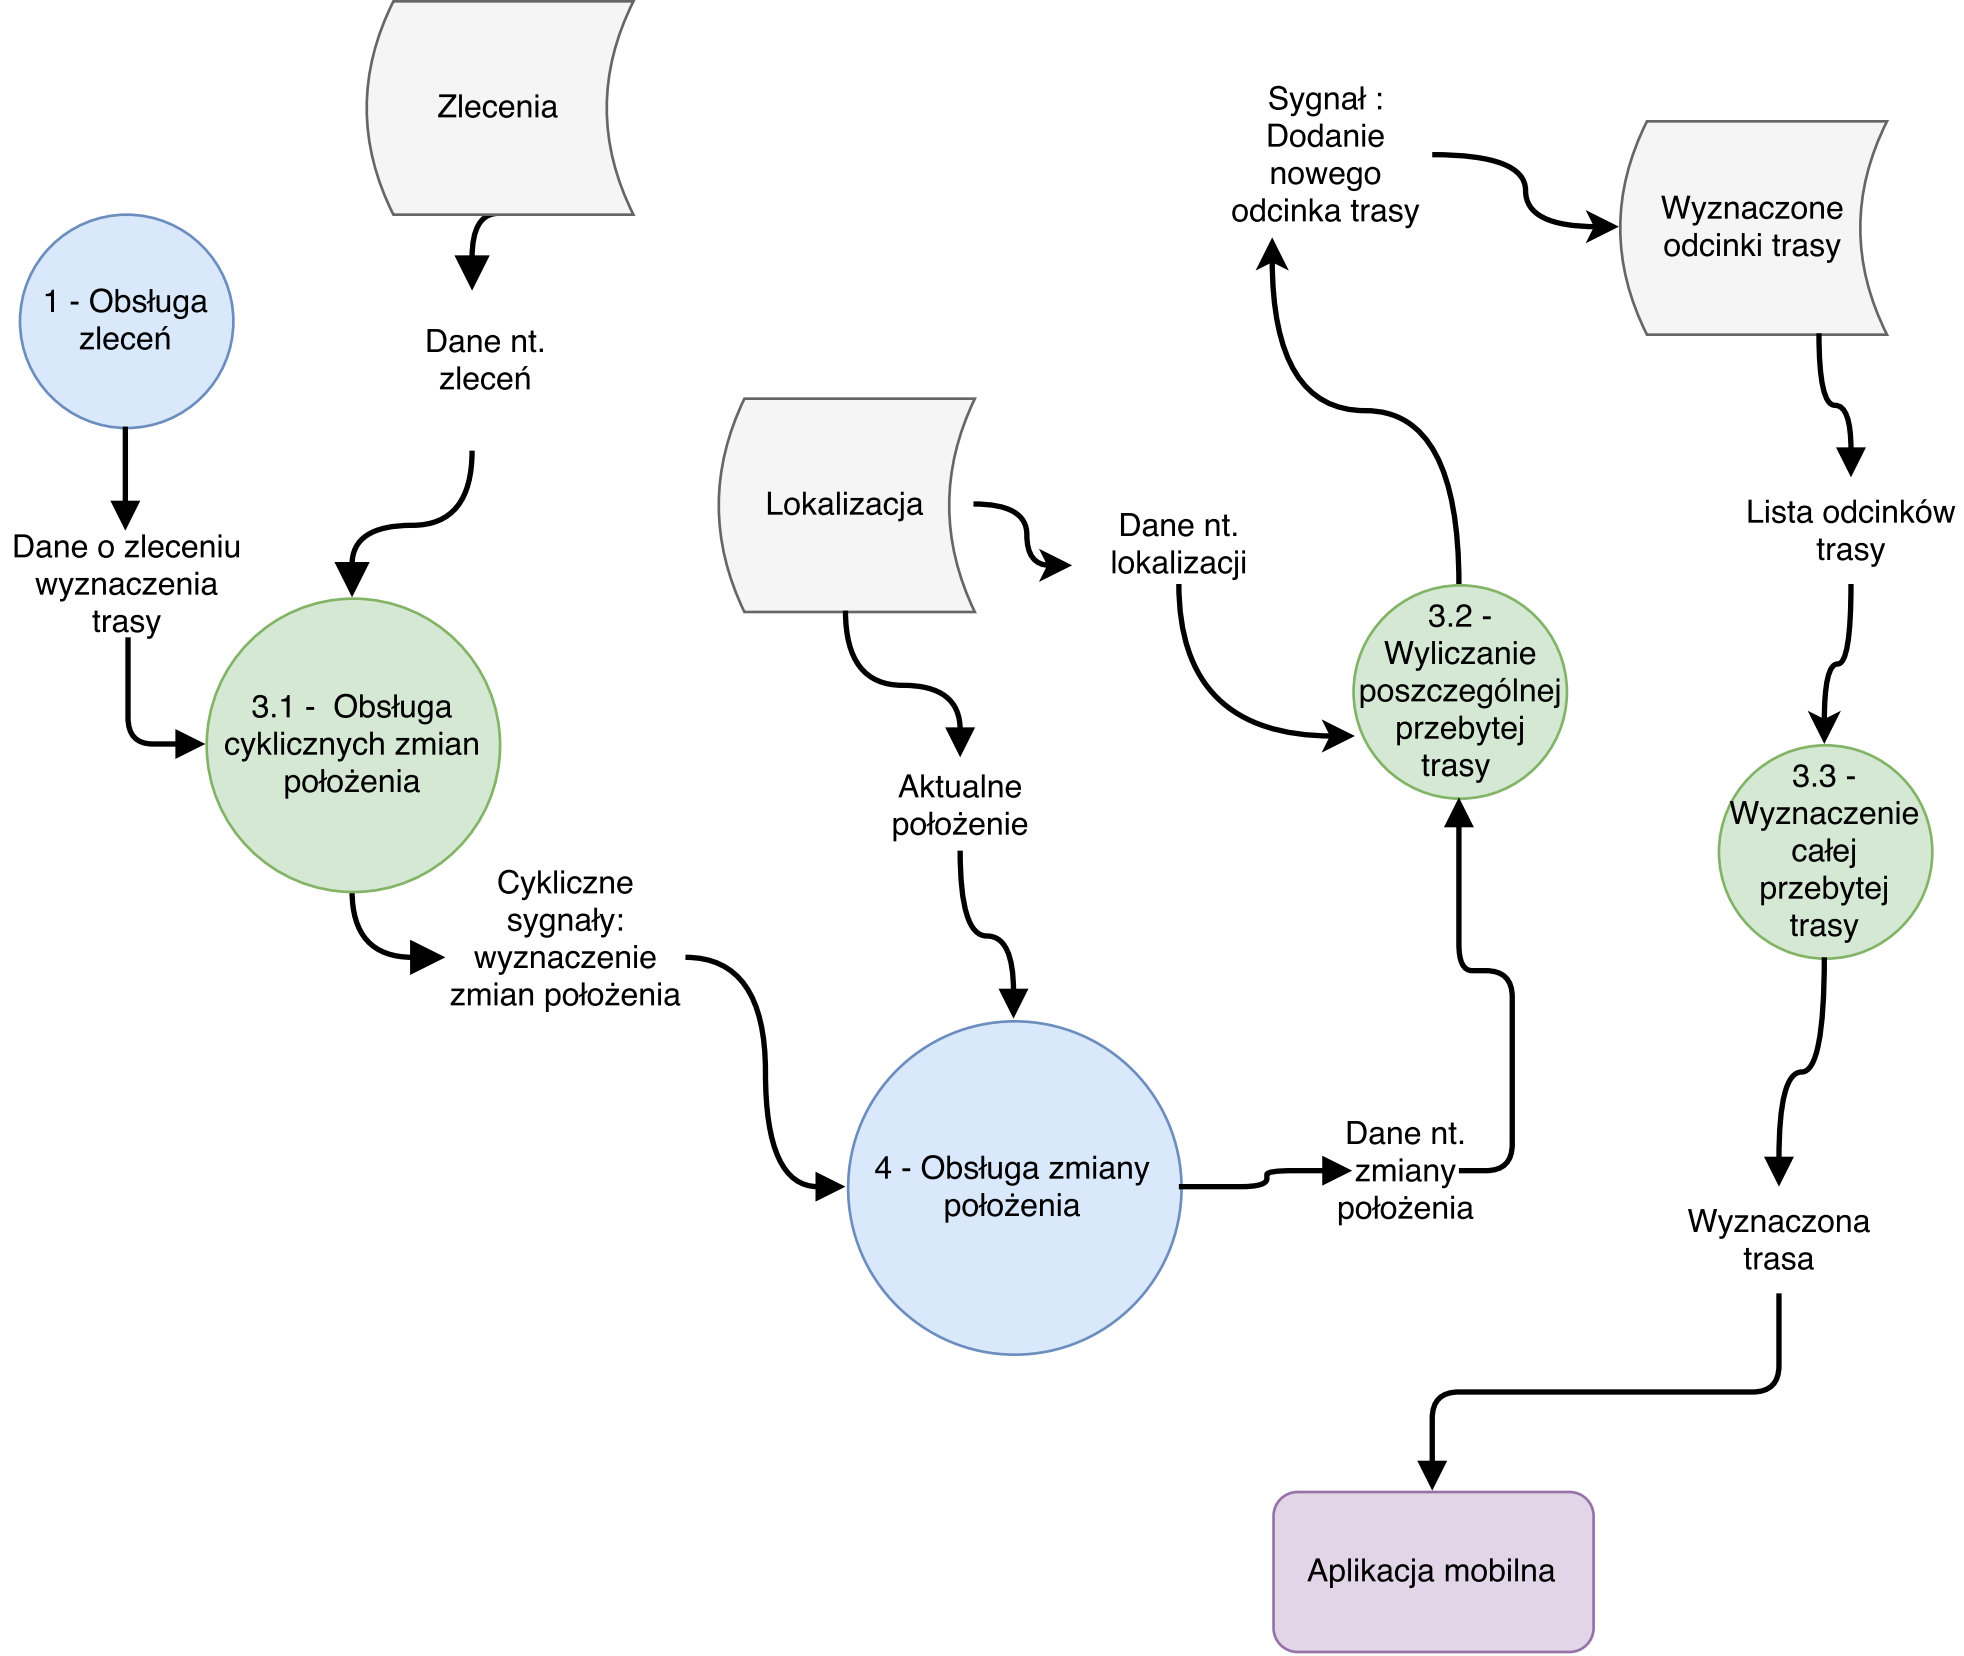 Zlecenia
1 - Obsługa
zleceń
Dane nt.
zleceń
Dane o zleceniu
wyznaczenia
trasy
3.1 -  Obsługa
cyklicznych zmian
położenia
Cykliczne
sygnały:
wyznaczenie
zmian położenia
Lokalizacja
Dane nt.
lokalizacji
Aktualne
położenie
4 - Obsługa zmiany
położenia
Dane nt.
zmiany
położenia
3.2 -
Wyliczanie
poszczególnej
przebytej
trasy
Sygnał :
Dodanie
nowego
odcinka trasy
Wyznaczone
odcinki trasy
Lista odcinków
trasy
3.3 -
Wyznaczenie
całej
przebytej
trasy
Wyznaczona
trasa
Aplikacja mobilna